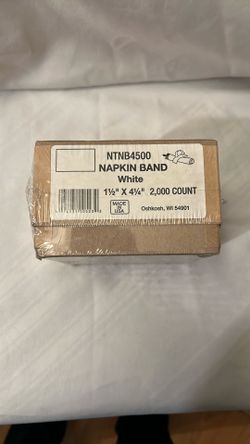 NTNB4500
NAPKIN BAND
White
1½" X 4¼" 2,000 COUNT
MADE
IN
USA
Oshkosh, WI 54901